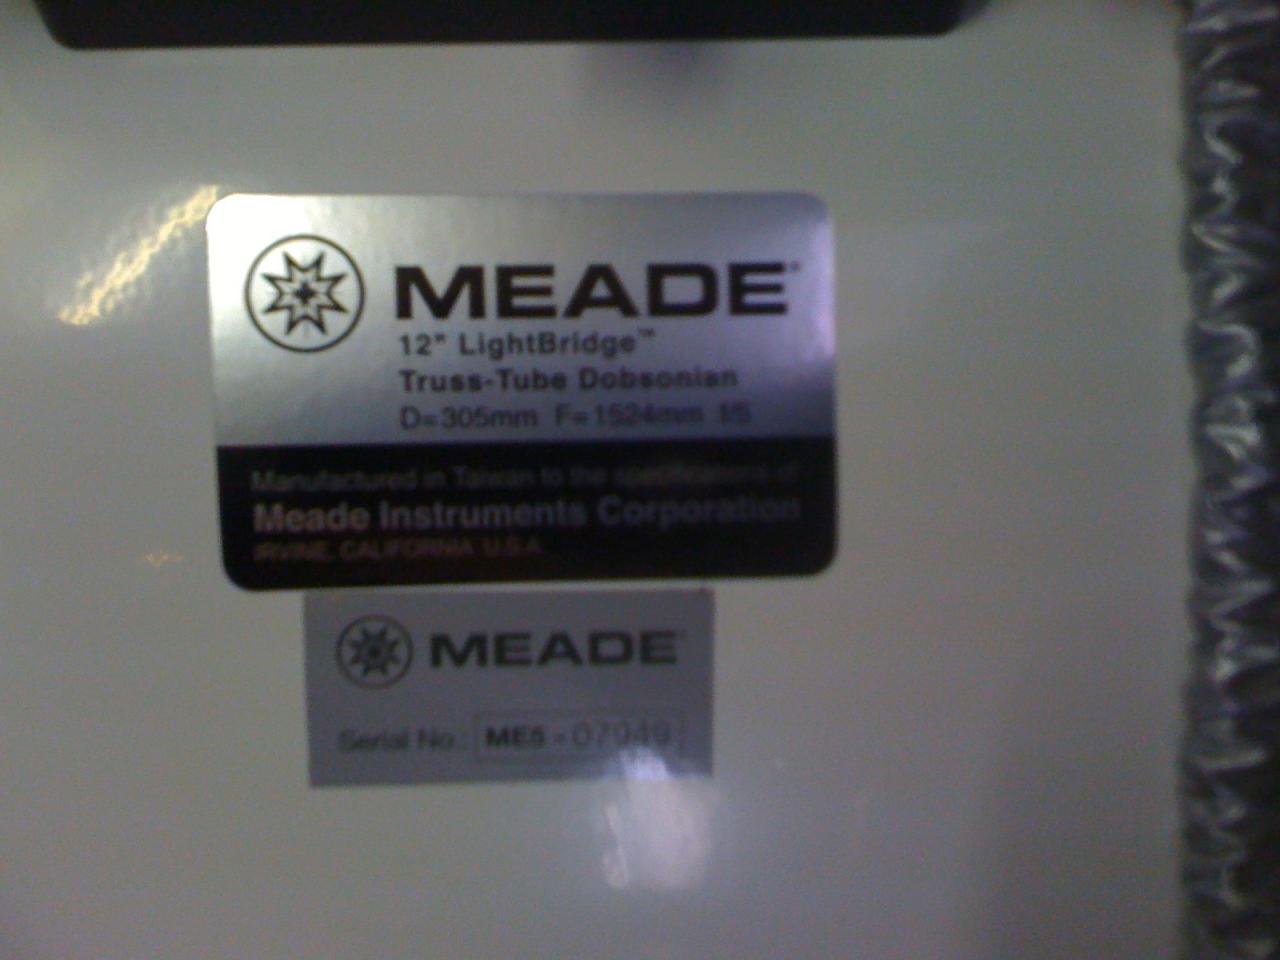 MEADE
12" LightBridge™
Truss-Tube Dobsonian
D=305mm F=1524mm f/5
Manufactured in Taiwan to the specifications of
Meade Instruments Corporation
IRVINE, CALIFORNIA U.S.A.
MEADE
Serial No.: ME5 - 07949